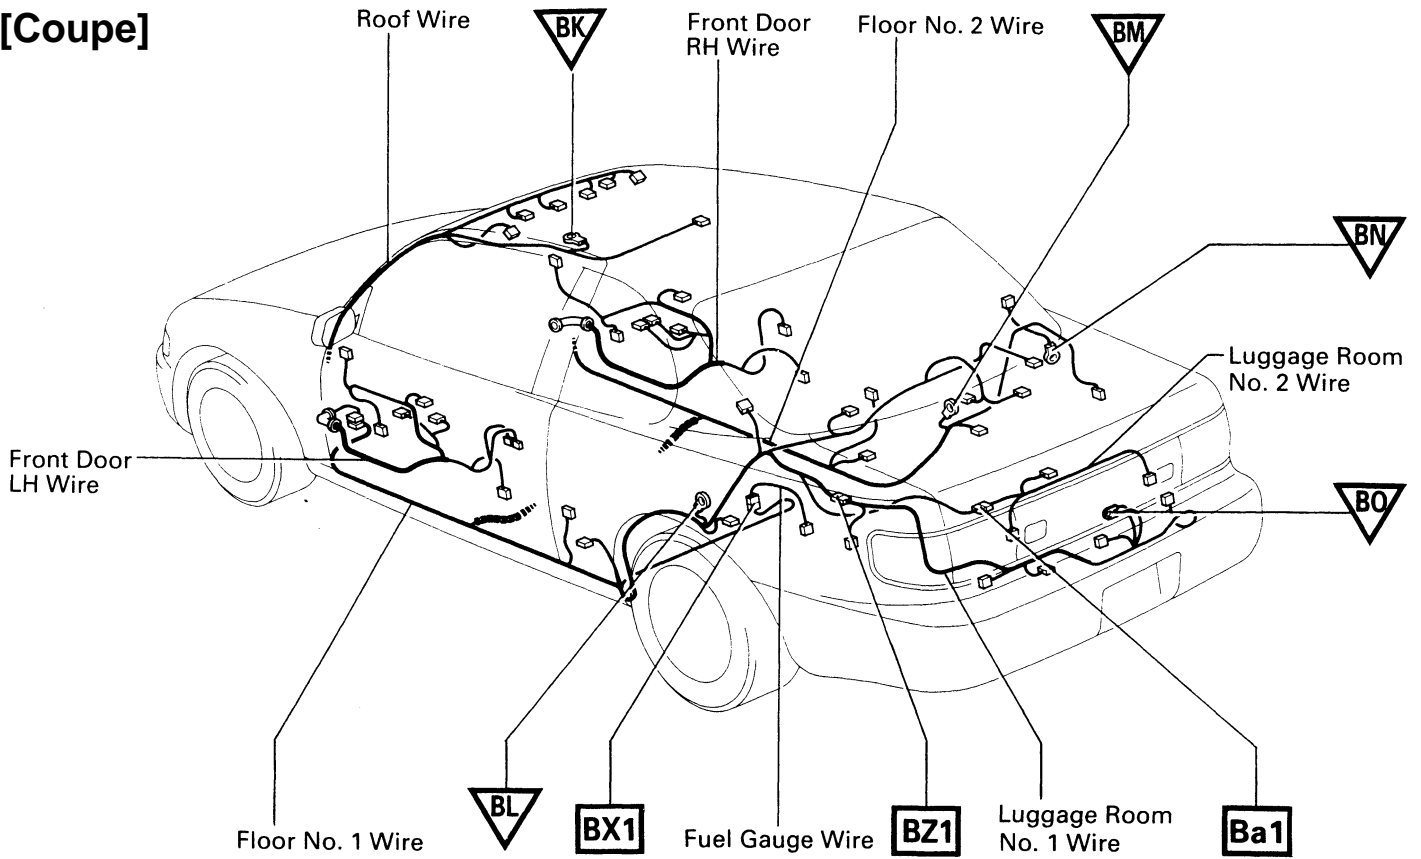 [Coupe]
Roof Wire
BK
Front Door
RH Wire
Floor No. 2 Wire
BM
BN
Luggage Room
No. 2 Wire
Front Door
LH Wire
BO
BL
BX1
BZ1
Ba1
Floor No. 1 Wire
Fuel Gauge Wire
Luggage Room
No. 1 Wire